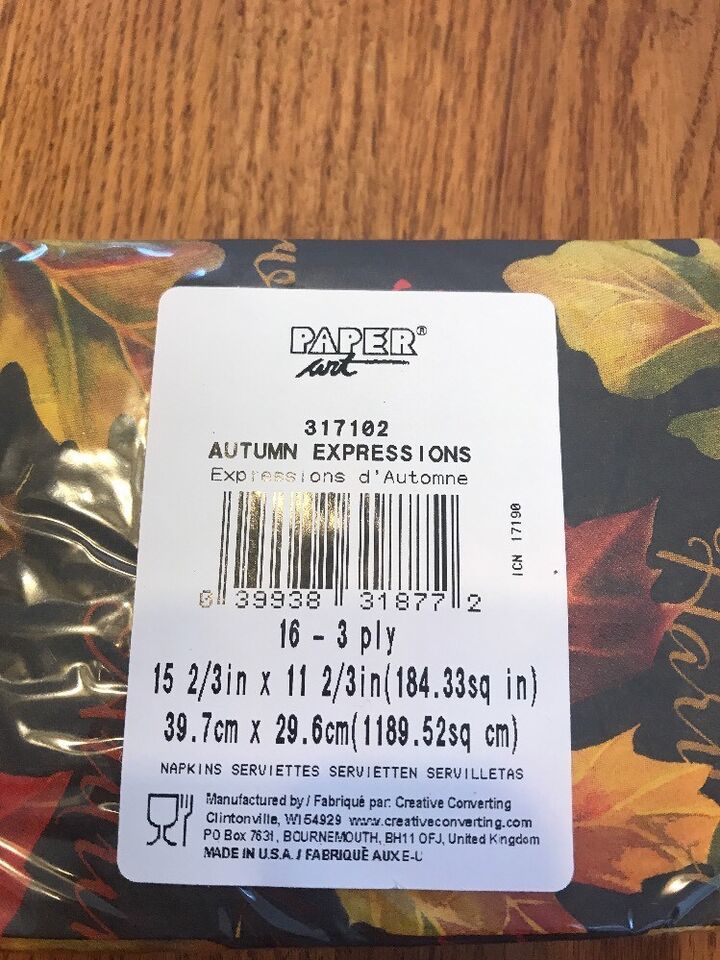 PAPER®
art
317102
AUTUMN EXPRESSIONS
Expressions d'Automne
ICN 17190
6 39938 31877 2
16 - 3 ply
15 2/3in x 11 2/3in(184.33sq in)
39.7cm x 29.6cm(1189.52sq cm)
NAPKINS SERVIETTES SERVIETTEN SERVILLETAS
Manufactured by / Fabriqué par: Creative Converting
Clintonville, WI 54929 www.creativeconverting.com
PO Box 7631, BOURNEMOUTH, BH11 OFJ, United Kingdom
MADE IN U.S.A. / FABRIQUÉ AUX E-U